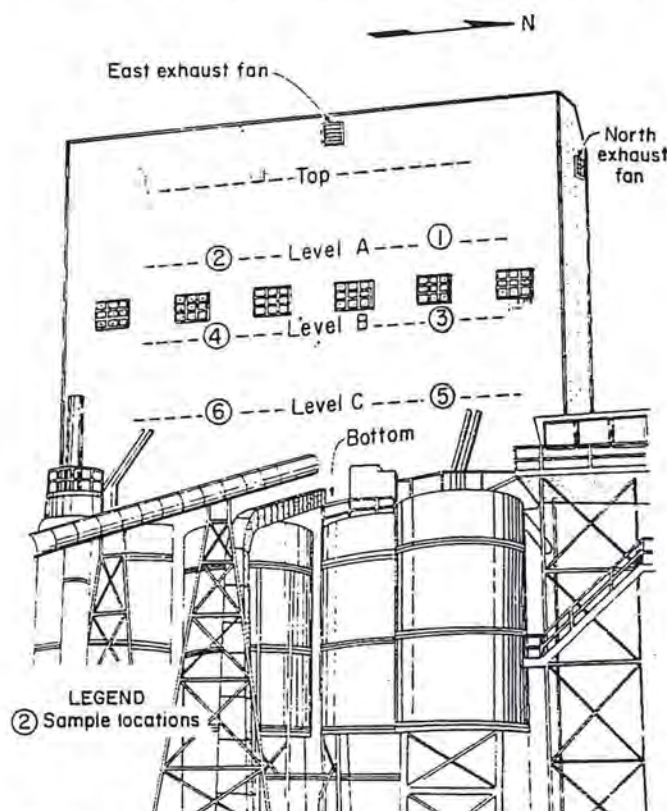 N
East exhaust fan
North
exhaust
fan
Top
② Level A ①
④ Level B ③
⑥ Level C ⑤
Bottom
LEGEND
② Sample locations